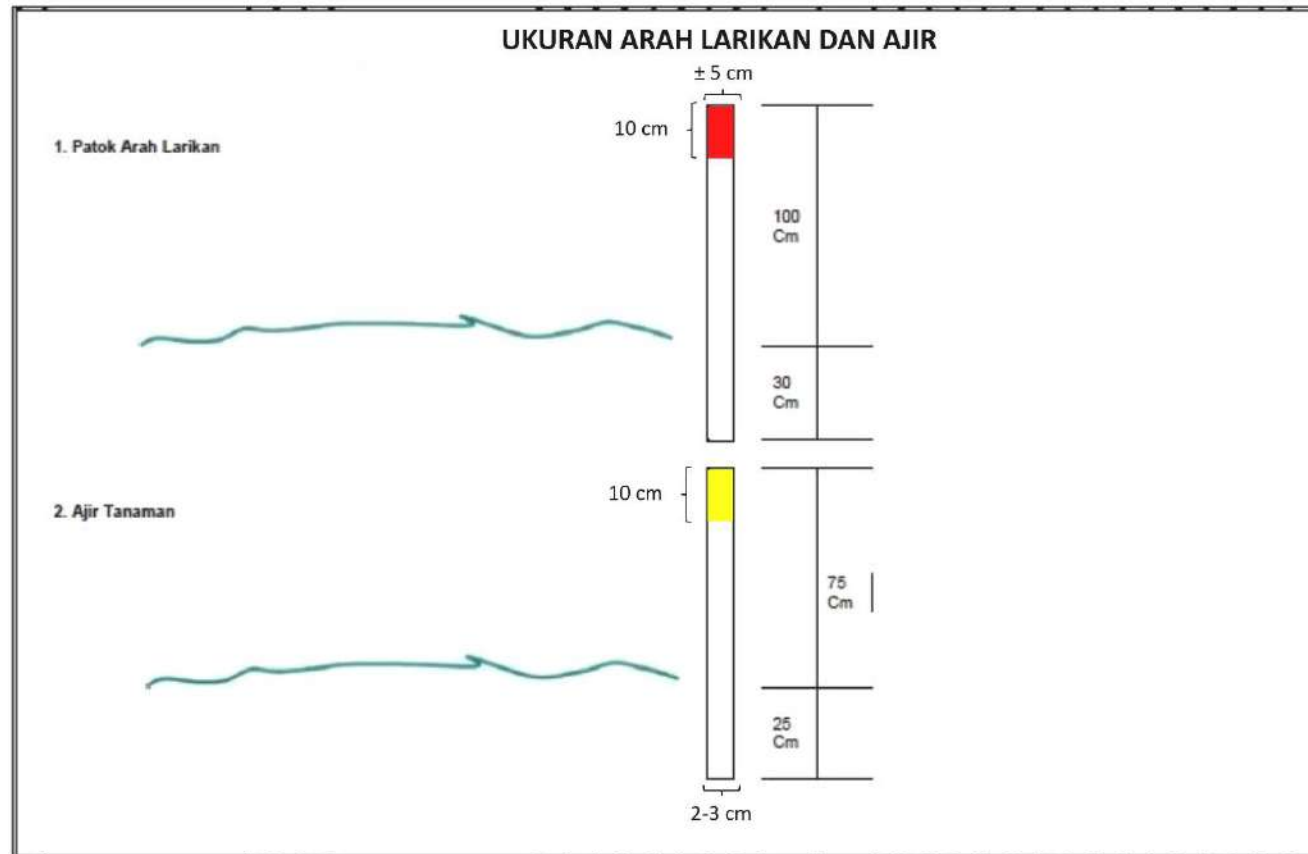 UKURAN ARAH LARIKAN DAN AJIR
± 5 cm
10 cm
1. Patok Arah Larikan
100
Cm
30
Cm
10 cm
2. Ajir Tanaman
75
Cm
25
Cm
2-3 cm